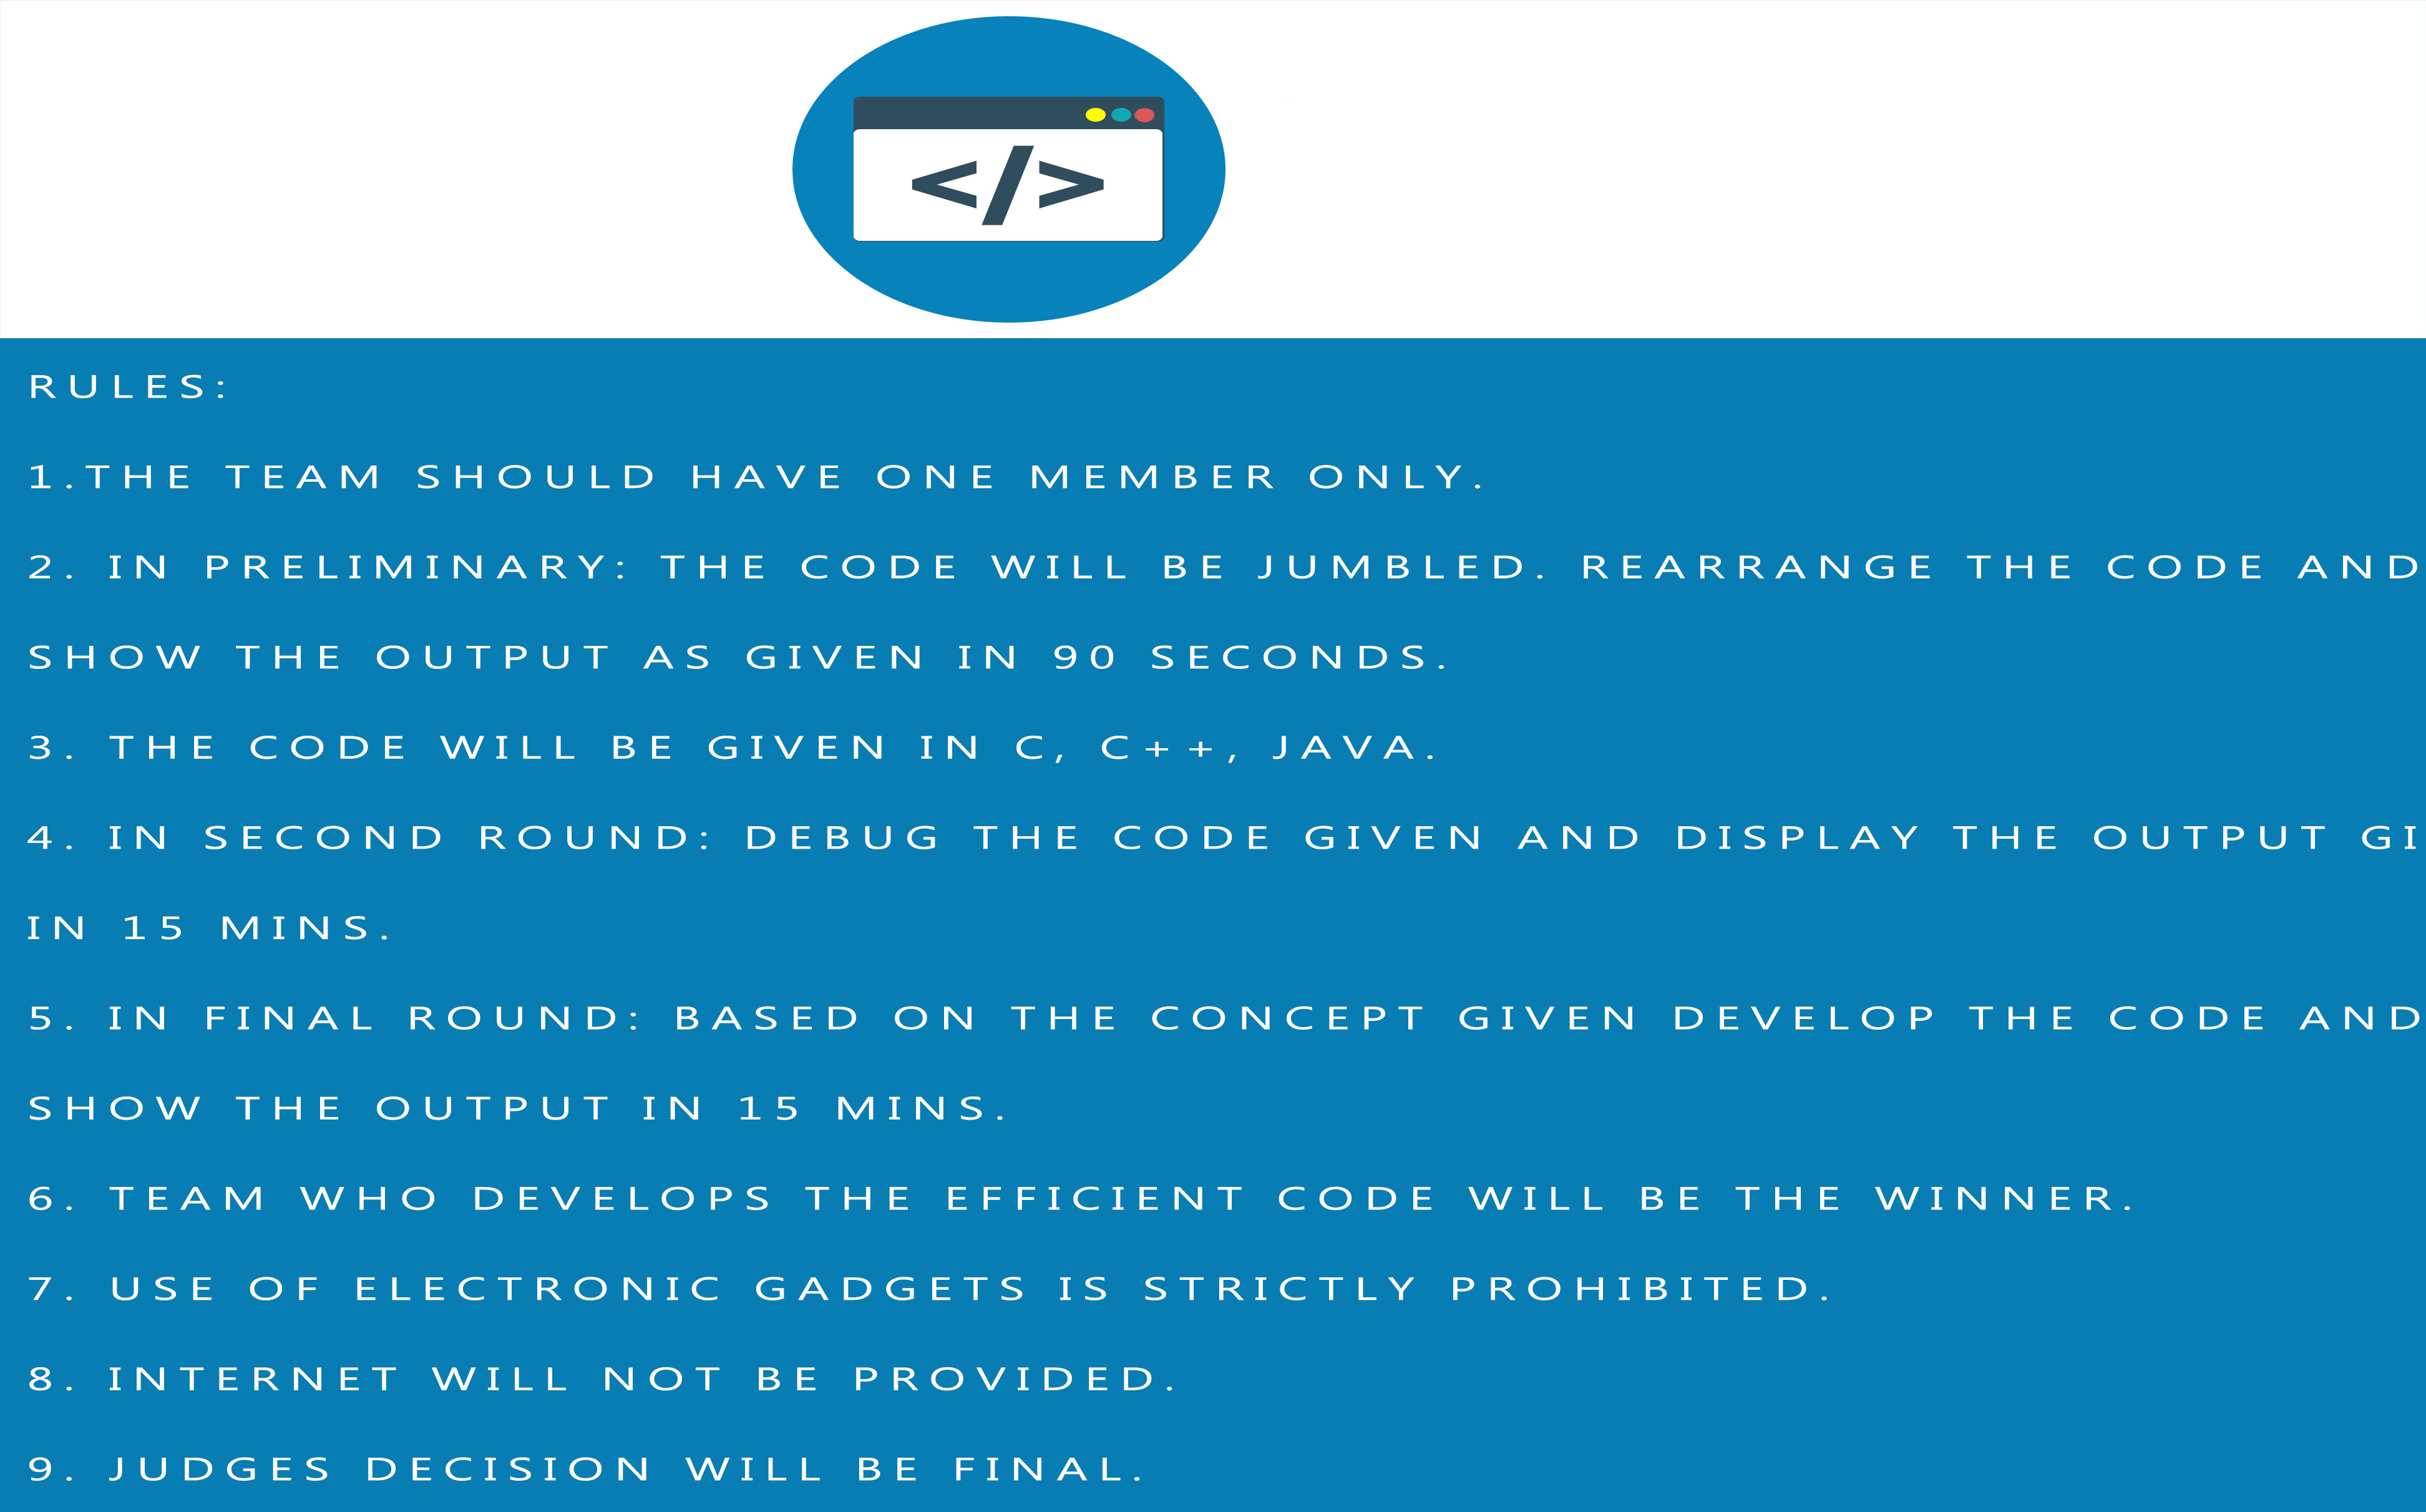 </>
RULES:
1.THE TEAM SHOULD HAVE ONE MEMBER ONLY.
2. IN PRELIMINARY: THE CODE WILL BE JUMBLED. REARRANGE THE CODE AND
SHOW THE OUTPUT AS GIVEN IN 90 SECONDS.
3. THE CODE WILL BE GIVEN IN C, C++, JAVA.
4. IN SECOND ROUND: DEBUG THE CODE GIVEN AND DISPLAY THE OUTPUT GI
IN 15 MINS.
5. IN FINAL ROUND: BASED ON THE CONCEPT GIVEN DEVELOP THE CODE AND
SHOW THE OUTPUT IN 15 MINS.
6. TEAM WHO DEVELOPS THE EFFICIENT CODE WILL BE THE WINNER.
7. USE OF ELECTRONIC GADGETS IS STRICTLY PROHIBITED.
8. INTERNET WILL NOT BE PROVIDED.
9. JUDGES DECISION WILL BE FINAL.